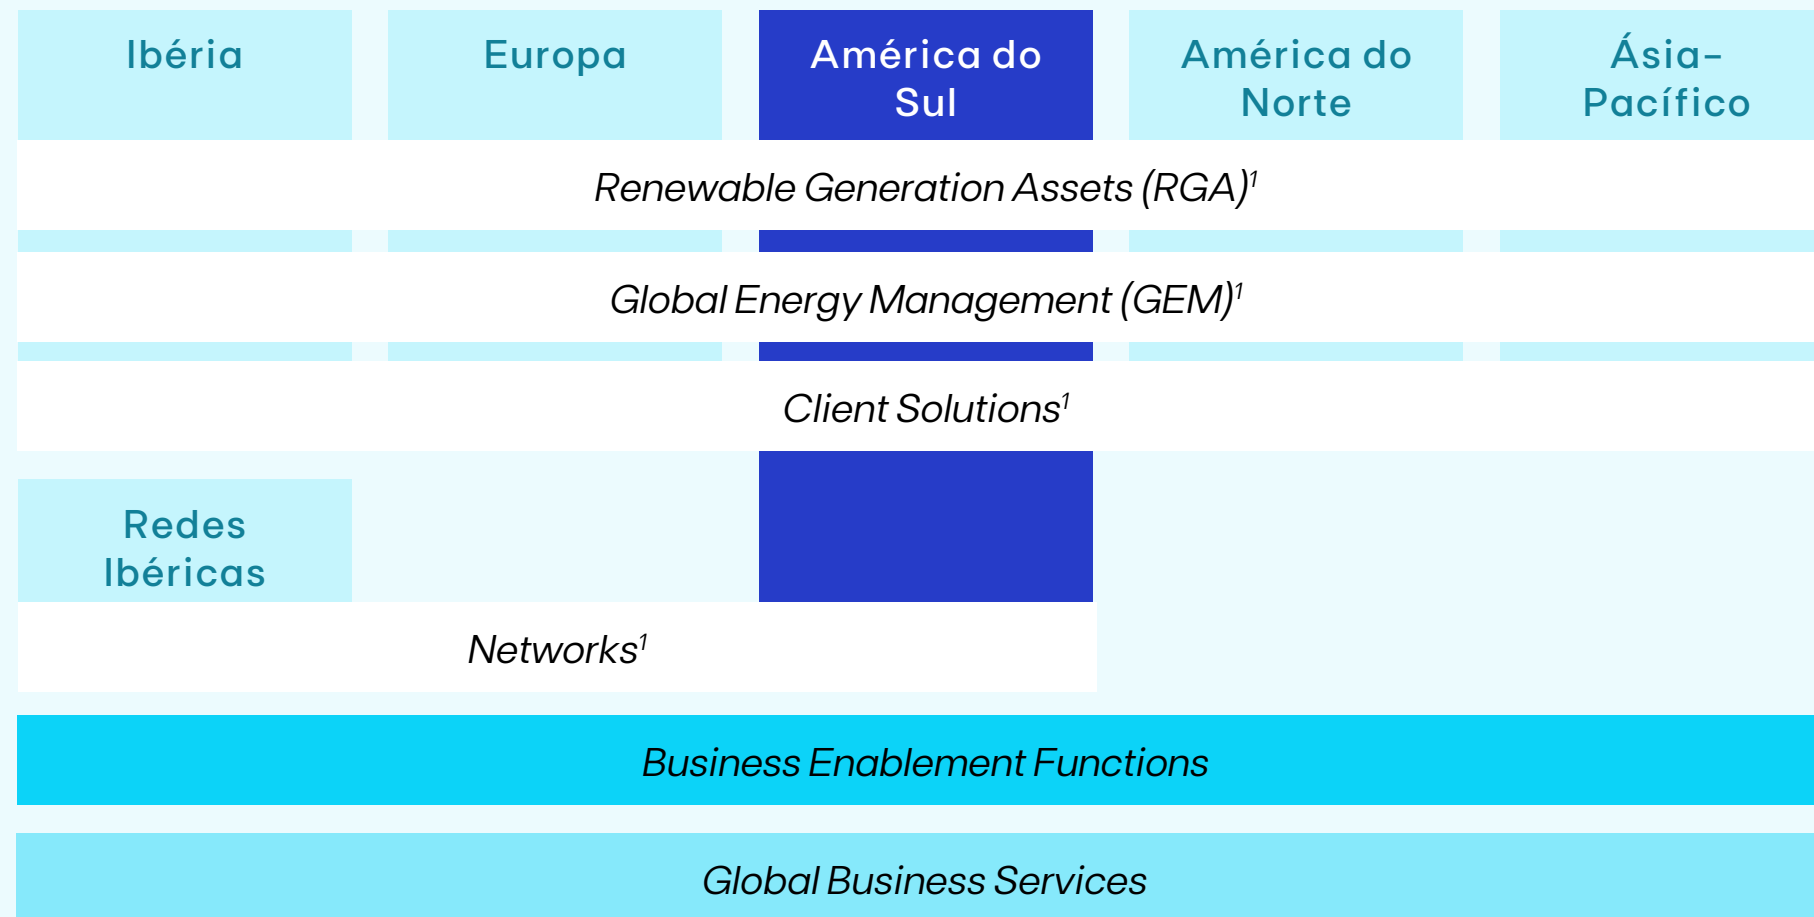 Ibéria
Europa
América do
Sul
América do
Norte
Ásia-
Pacífico
Renewable Generation Assets (RGA)¹
Global Energy Management (GEM)¹
Client Solutions¹
Redes
Ibéricas
Networks¹
Business Enablement Functions
Global Business Services